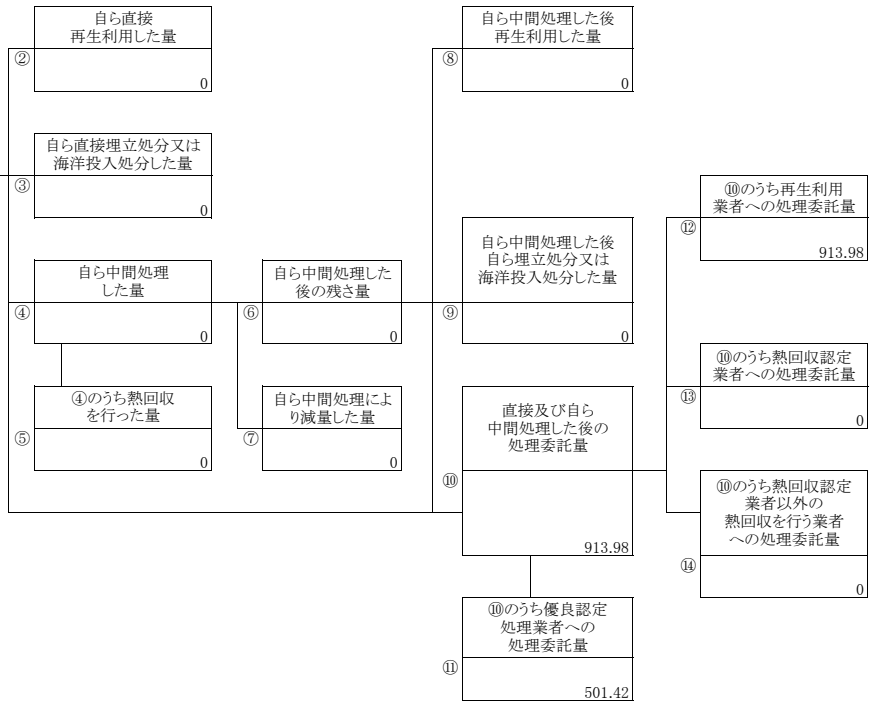 自ら直接
再生利用した量
②
0
自ら直接埋立処分又は
海洋投入処分した量
③
0
自ら中間処理
した量
④
0
④のうち熱回収
を行った量
⑤
0
自ら中間処理した
後の残さ量
⑥
0
自ら中間処理によ
り減量した量
⑦
0
自ら中間処理した後
再生利用した量
⑧
0
自ら中間処理した後
自ら埋立処分又は
海洋投入処分した量
⑨
0
直接及び自ら
中間処理した後の
処理委託量
⑩
913.98
⑩のうち優良認定
処理業者への
処理委託量
⑪
501.42
⑩のうち再生利用
業者への処理委託量
⑫
913.98
⑩のうち熱回収認定
業者への処理委託量
⑬
0
⑩のうち熱回収認定
業者以外の
熱回収を行う業者
への処理委託量
⑭
0